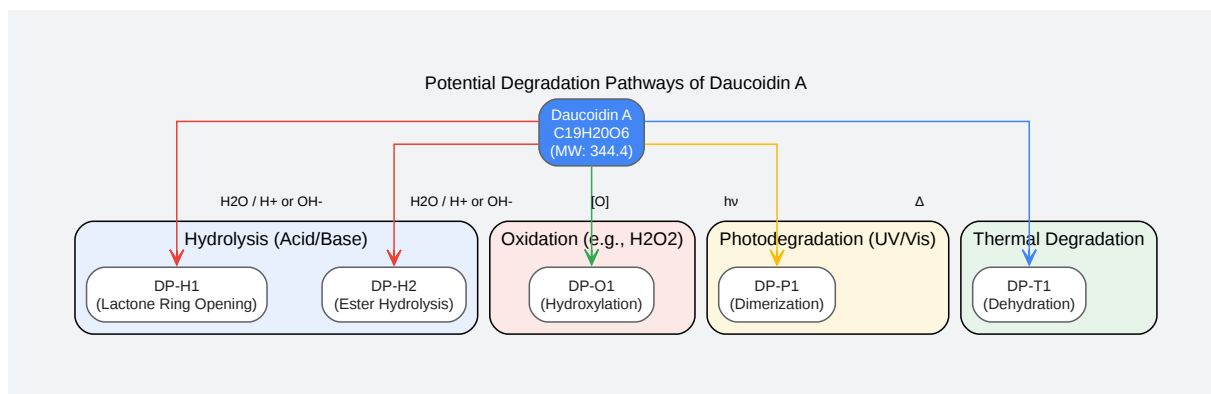 Potential Degradation Pathways of Daucoidin A
Daucoidin A
C19H20O6
(MW: 344.4)
H2O / H+ or OH-
H2O / H+ or OH-
[O]
hν
Δ
Hydrolysis (Acid/Base)
Oxidation (e.g., H2O2)
Photodegradation (UV/Vis)
Thermal Degradation
DP-H1
(Lactone Ring Opening)
DP-H2
(Ester Hydrolysis)
DP-O1
(Hydroxylation)
DP-P1
(Dimerization)
DP-T1
(Dehydration)